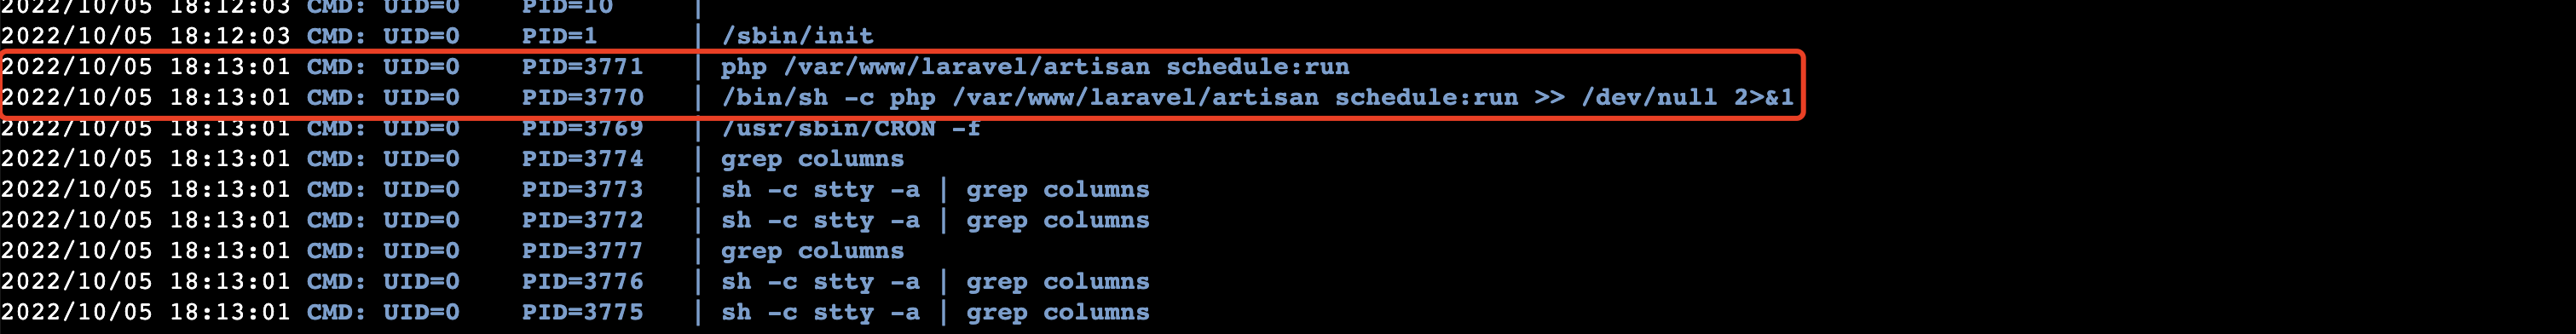 2022/10/05 18:12:03 CMD: UID=0    PID=10     |
2022/10/05 18:12:03 CMD: UID=0    PID=1      | /sbin/init
2022/10/05 18:13:01 CMD: UID=0    PID=3771   | php /var/www/laravel/artisan schedule:run
2022/10/05 18:13:01 CMD: UID=0    PID=3770   | /bin/sh -c php /var/www/laravel/artisan schedule:run >> /dev/null 2>&1
2022/10/05 18:13:01 CMD: UID=0    PID=3769   | /usr/sbin/CRON -f
2022/10/05 18:13:01 CMD: UID=0    PID=3774   | grep columns
2022/10/05 18:13:01 CMD: UID=0    PID=3773   | sh -c stty -a | grep columns
2022/10/05 18:13:01 CMD: UID=0    PID=3772   | sh -c stty -a | grep columns
2022/10/05 18:13:01 CMD: UID=0    PID=3777   | grep columns
2022/10/05 18:13:01 CMD: UID=0    PID=3776   | sh -c stty -a | grep columns
2022/10/05 18:13:01 CMD: UID=0    PID=3775   | sh -c stty -a | grep columns